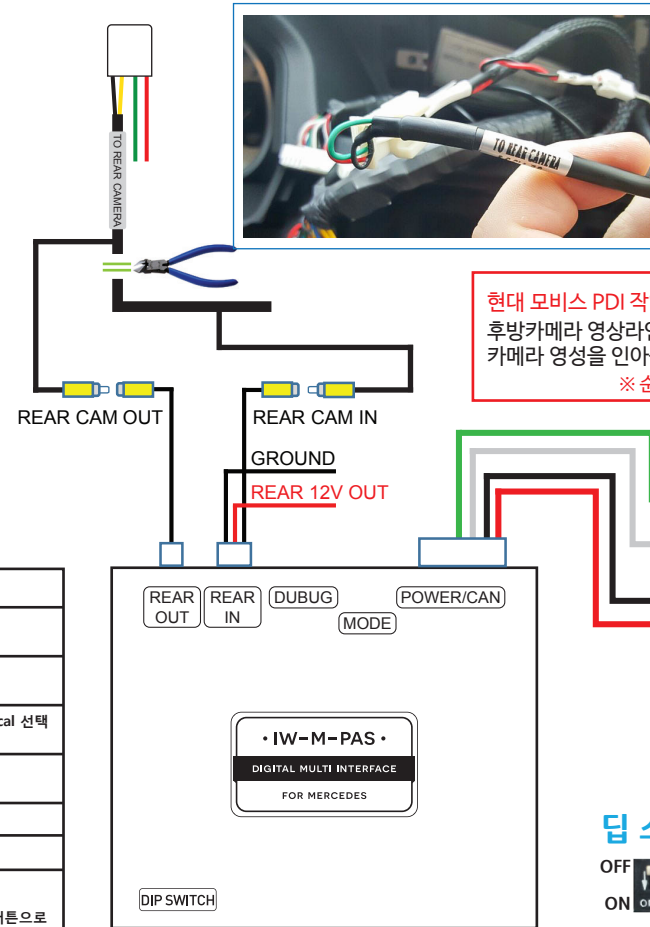 TO REAR CAMERA
TO REAR CAMERA
현대 모비스 PDI 작
후방카메라 영상라인
카메라 영성을 인아
※순
REAR CAM OUT
REAR CAM IN
GROUND
REAR 12V OUT
REAR
OUT
REAR
IN
DUBUG
MODE
POWER/CAN
cal 선택
·IW-M-PAS·
DIGITAL MULTI INTERFACE
FOR MERCEDES
딥 스
OFF
ON
DIP SWITCH
버튼으로